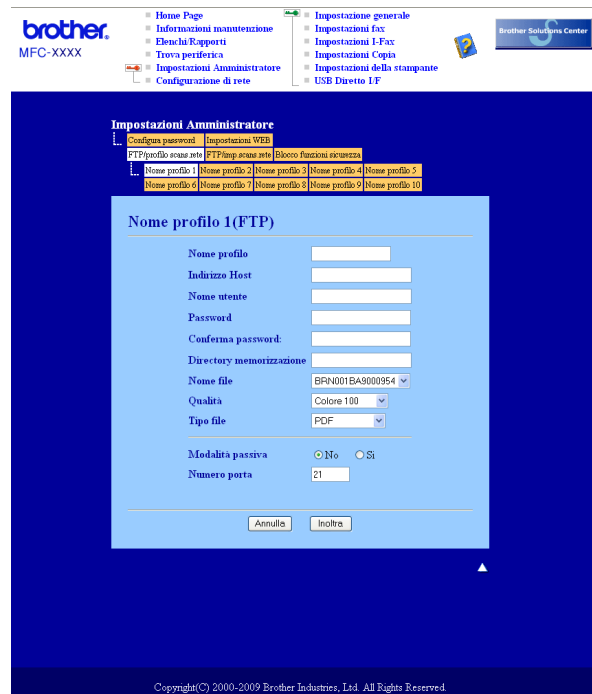 brother®
MFC-XXXX
Home Page
Informazioni manutenzione
Elenchi/Rapporti
Trova periferica
Impostazioni Amministratore
Configurazione di rete
Impostazione generale
Impostazioni fax
Impostazioni I-Fax
Impostazioni Copia
Impostazioni della stampante
USB Diretto I/F
Brother Solutions Center
Impostazioni Amministratore
Configura password Impostazioni WEB
FTP/profilo scans.rete FTP/imp.scans.rete Blocco funzioni sicurezza
Nome profilo 1 Nome profilo 2 Nome profilo 3 Nome profilo 4 Nome profilo 5
Nome profilo 6 Nome profilo 7 Nome profilo 8 Nome profilo 9 Nome profilo 10
Nome profilo 1(FTP)
Nome profilo
Indirizzo Host
Nome utente
Password
Conferma password:
Directory memorizzazione
Nome file BRN001BA9000954
Qualità Colore 100
Tipo file PDF
Modalità passiva No Si
Numero porta 21
Annulla Inoltra
Copyright(C) 2000-2009 Brother Industries, Ltd. All Rights Reserved.